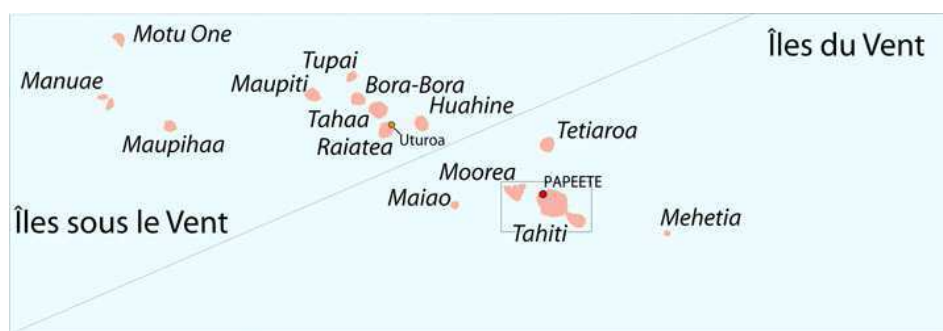 Motu One
Îles du Vent
Tupai
Manuae
Maupiti
Bora-Bora
Huahine
Tahaa
Maupihaa
Raiatea
Uturoa
Tetiaroa
Moorea
PAPEETE
Maiao
Îles sous le Vent
Tahiti
Mehetia